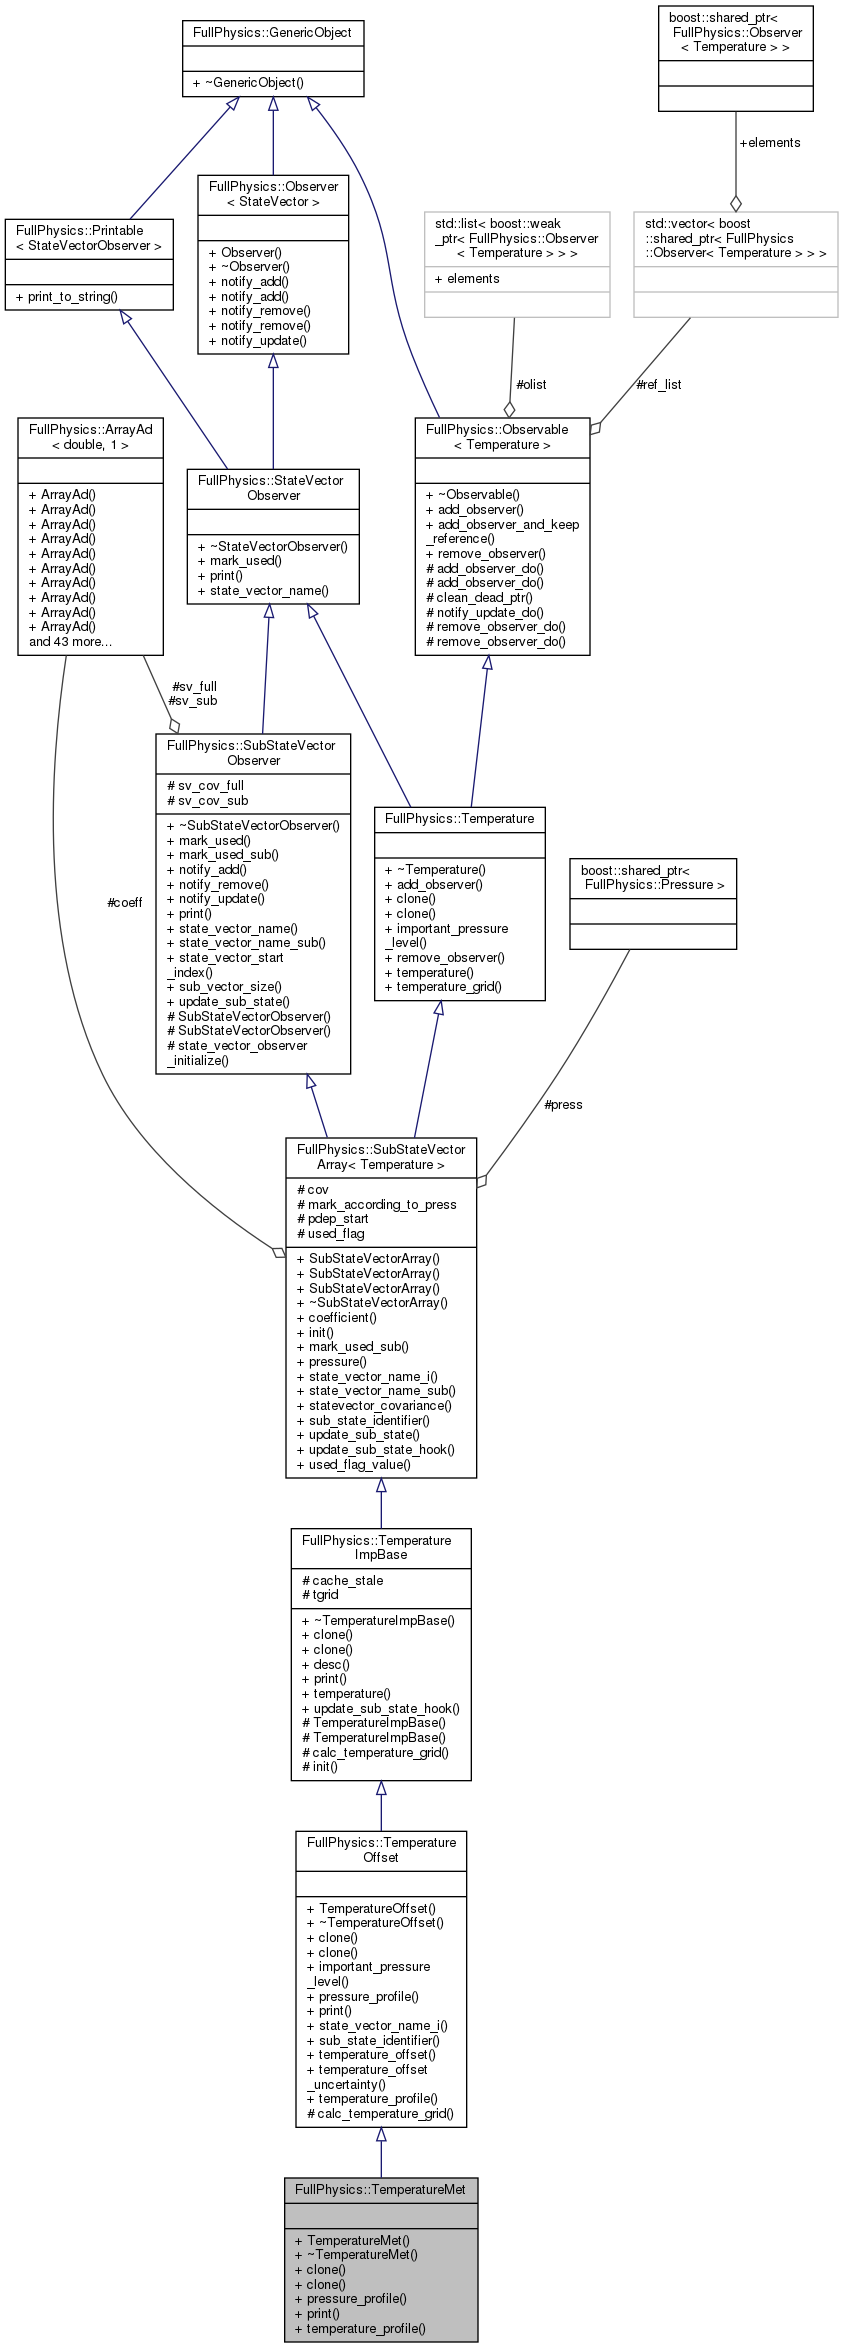 FullPhysics::GenericObject
+ ~GenericObject()
boost::shared_ptr<
FullPhysics::Observer
< Temperature > >
+elements
FullPhysics::Observer
< StateVector >
+ Observer()
+ ~Observer()
+ notify_add()
+ notify_add()
+ notify_remove()
+ notify_remove()
+ notify_update()
FullPhysics::Printable
< StateVectorObserver >
+ print_to_string()
std::list< boost::weak
_ptr< FullPhysics::Observer
< Temperature > > >
+ elements
std::vector< boost
::shared_ptr< FullPhysics
::Observer< Temperature > > >
#olist
#ref_list
FullPhysics::ArrayAd
< double, 1 >
+ ArrayAd()
+ ArrayAd()
+ ArrayAd()
+ ArrayAd()
+ ArrayAd()
+ ArrayAd()
+ ArrayAd()
+ ArrayAd()
+ ArrayAd()
+ ArrayAd()
and 43 more...
FullPhysics::StateVector
Observer
+ ~StateVectorObserver()
+ mark_used()
+ print()
+ state_vector_name()
FullPhysics::Observable
< Temperature >
+ ~Observable()
+ add_observer()
+ add_observer_and_keep
_reference()
+ remove_observer()
# add_observer_do()
# add_observer_do()
# clean_dead_ptr()
# notify_update_do()
# remove_observer_do()
# remove_observer_do()
#sv_full
#sv_sub
FullPhysics::SubStateVector
Observer
# sv_cov_full
# sv_cov_sub
+ ~SubStateVectorObserver()
+ mark_used()
+ mark_used_sub()
+ notify_add()
+ notify_remove()
+ notify_update()
+ print()
+ state_vector_name()
+ state_vector_name_sub()
+ state_vector_start
_index()
+ sub_vector_size()
+ update_sub_state()
# SubStateVectorObserver()
# SubStateVectorObserver()
# state_vector_observer
_initialize()
FullPhysics::Temperature
+ ~Temperature()
+ add_observer()
+ clone()
+ clone()
+ important_pressure
_level()
+ remove_observer()
+ temperature()
+ temperature_grid()
boost::shared_ptr<
FullPhysics::Pressure >
#coeff
#press
FullPhysics::SubStateVector
Array< Temperature >
# cov
# mark_according_to_press
# pdep_start
# used_flag
+ SubStateVectorArray()
+ SubStateVectorArray()
+ SubStateVectorArray()
+ ~SubStateVectorArray()
+ coefficient()
+ init()
+ mark_used_sub()
+ pressure()
+ state_vector_name_i()
+ state_vector_name_sub()
+ statevector_covariance()
+ sub_state_identifier()
+ update_sub_state()
+ update_sub_state_hook()
+ used_flag_value()
FullPhysics::Temperature
ImpBase
# cache_stale
# tgrid
+ ~TemperatureImpBase()
+ clone()
+ clone()
+ desc()
+ print()
+ temperature()
+ update_sub_state_hook()
# TemperatureImpBase()
# TemperatureImpBase()
# calc_temperature_grid()
# init()
FullPhysics::Temperature
Offset
+ TemperatureOffset()
+ ~TemperatureOffset()
+ clone()
+ clone()
+ important_pressure
_level()
+ pressure_profile()
+ print()
+ state_vector_name_i()
+ sub_state_identifier()
+ temperature_offset()
+ temperature_offset
_uncertainty()
+ temperature_profile()
# calc_temperature_grid()
FullPhysics::TemperatureMet
+ TemperatureMet()
+ ~TemperatureMet()
+ clone()
+ clone()
+ pressure_profile()
+ print()
+ temperature_profile()